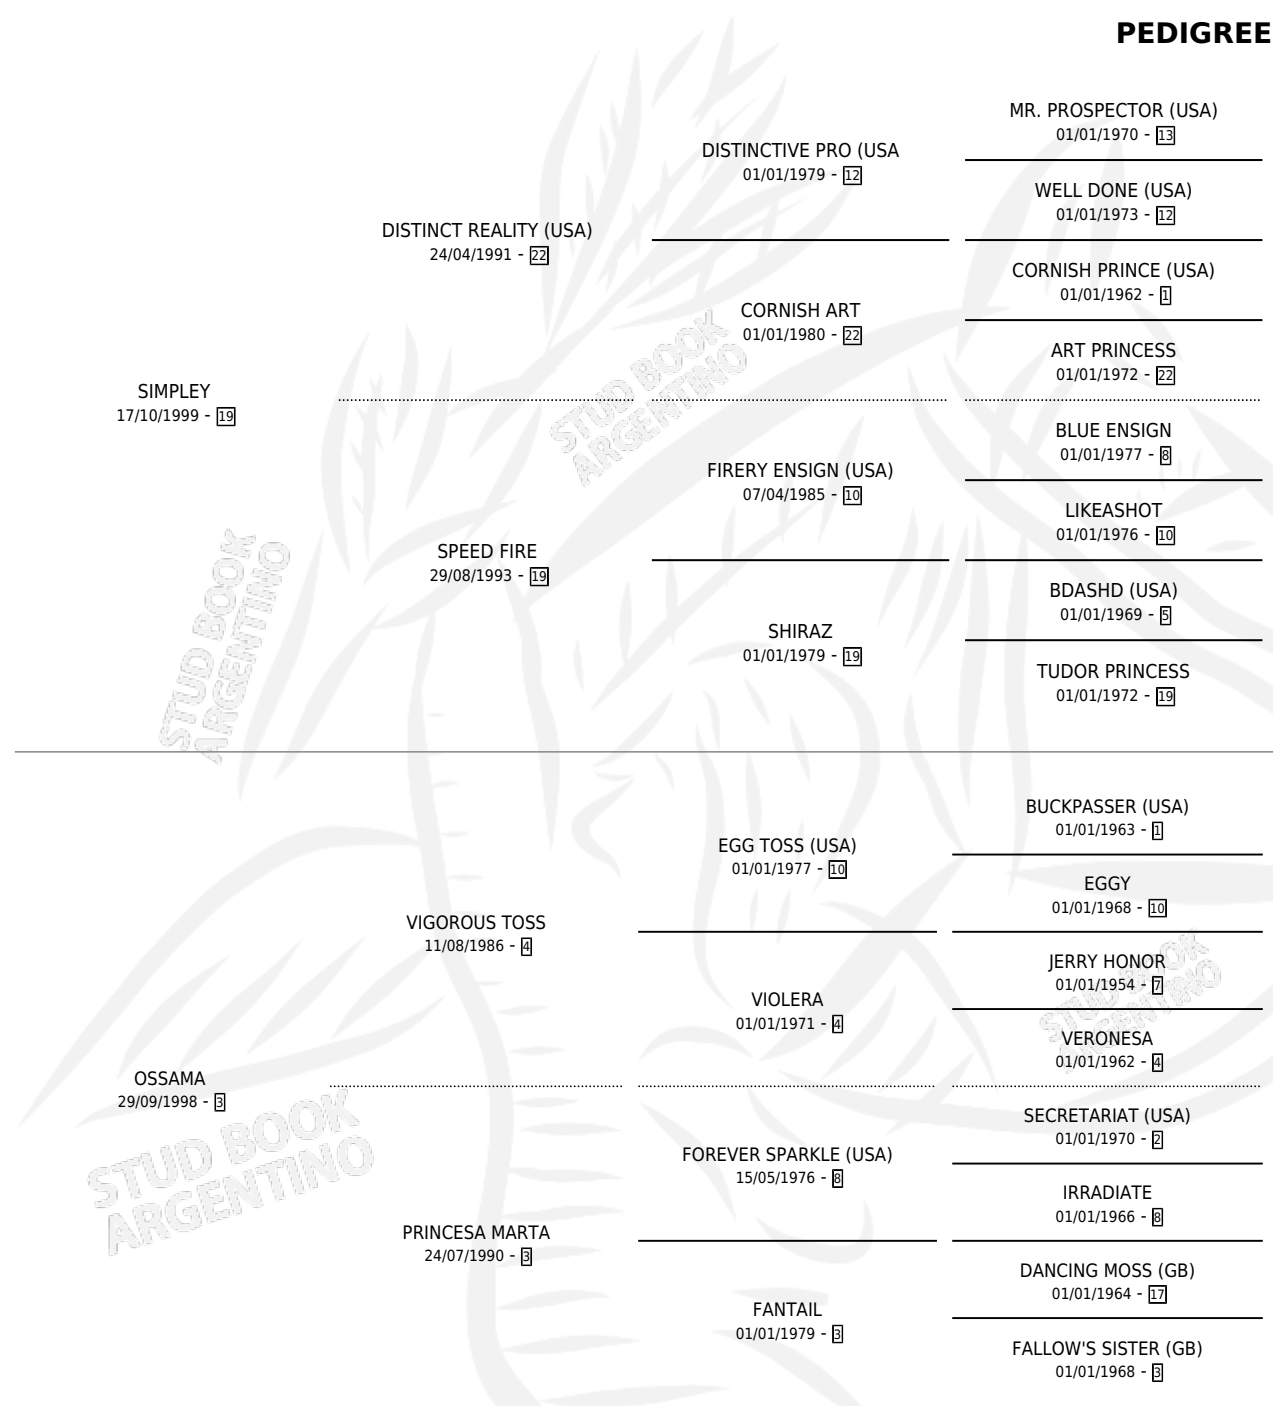 PEDIGREE
MR. PROSPECTOR (USA)
01/01/1970 - 13
DISTINCTIVE PRO (USA
01/01/1979 - 12
WELL DONE (USA)
01/01/1973 - 12
DISTINCT REALITY (USA)
24/04/1991 - 22
CORNISH PRINCE (USA)
01/01/1962 - 1
CORNISH ART
01/01/1980 - 22
ART PRINCESS
01/01/1972 - 22
SIMPLEY
17/10/1999 - 19
BLUE ENSIGN
01/01/1977 - 8
FIRERY ENSIGN (USA)
07/04/1985 - 10
LIKEASHOT
01/01/1976 - 10
SPEED FIRE
29/08/1993 - 19
BDASHD (USA)
01/01/1969 - 5
SHIRAZ
01/01/1979 - 19
TUDOR PRINCESS
01/01/1972 - 19
BUCKPASSER (USA)
01/01/1963 - 1
EGG TOSS (USA)
01/01/1977 - 10
EGGY
01/01/1968 - 10
VIGOROUS TOSS
11/08/1986 - 4
JERRY HONOR
01/01/1954 - 7
VIOLERA
01/01/1971 - 4
VERONESA
01/01/1962 - 4
OSSAMA
29/09/1998 - 3
SECRETARIAT (USA)
01/01/1970 - 2
FOREVER SPARKLE (USA)
15/05/1976 - 8
IRRADIATE
01/01/1966 - 8
PRINCESA MARTA
24/07/1990 - 3
DANCING MOSS (GB)
01/01/1964 - 17
FANTAIL
01/01/1979 - 3
FALLOW'S SISTER (GB)
01/01/1968 - 3
STUD BOOK
ARGENTINO
STUD BOOK
ARGENTINO
STUD BOOK
ARGENTINO
STUD BOOK
ARGENTINO